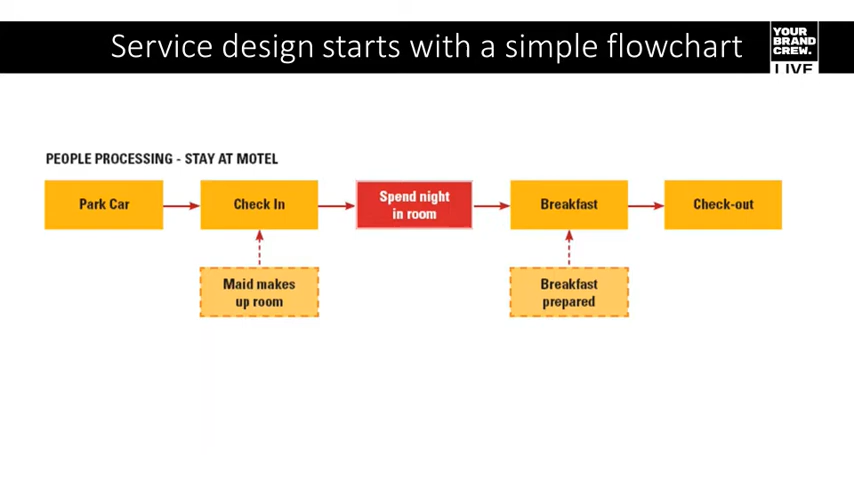 Service design starts with a simple flowchart
YOUR
BRAND
CREW.
LIVE
PEOPLE PROCESSING - STAY AT MOTEL
Park Car
Check In
Spend night
in room
Breakfast
Check-out
Maid makes
up room
Breakfast
prepared